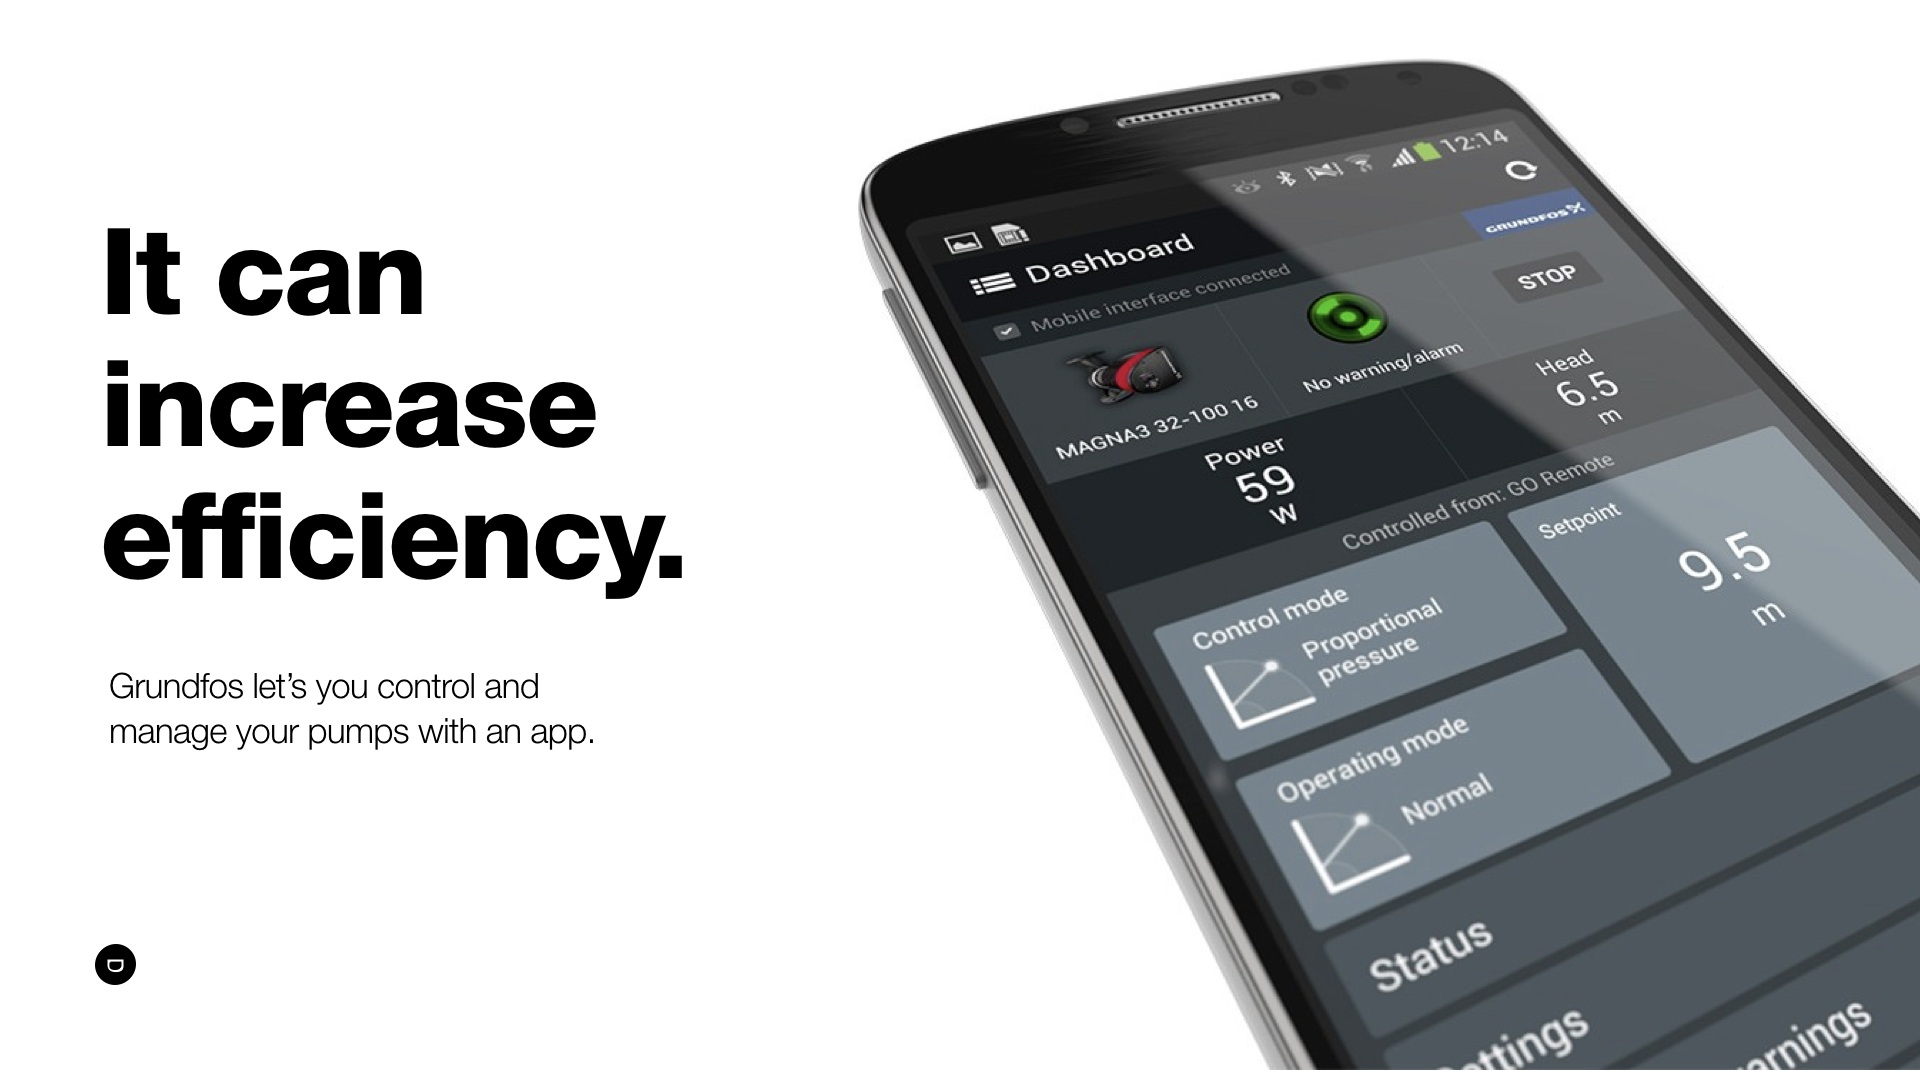 It can
increase
efficiency.
Grundfos let’s you control and
manage your pumps with an app.
D
12:14
Dashboard
GRUNDFOS
Mobile interface connected
MAGNA3 32-100 16
No warning/alarm
STOP
Power
59
W
Head
6.5
m
Controlled from: GO Remote
Control mode
Proportional
pressure
Setpoint
9.5
m
Operating mode
Normal
Status